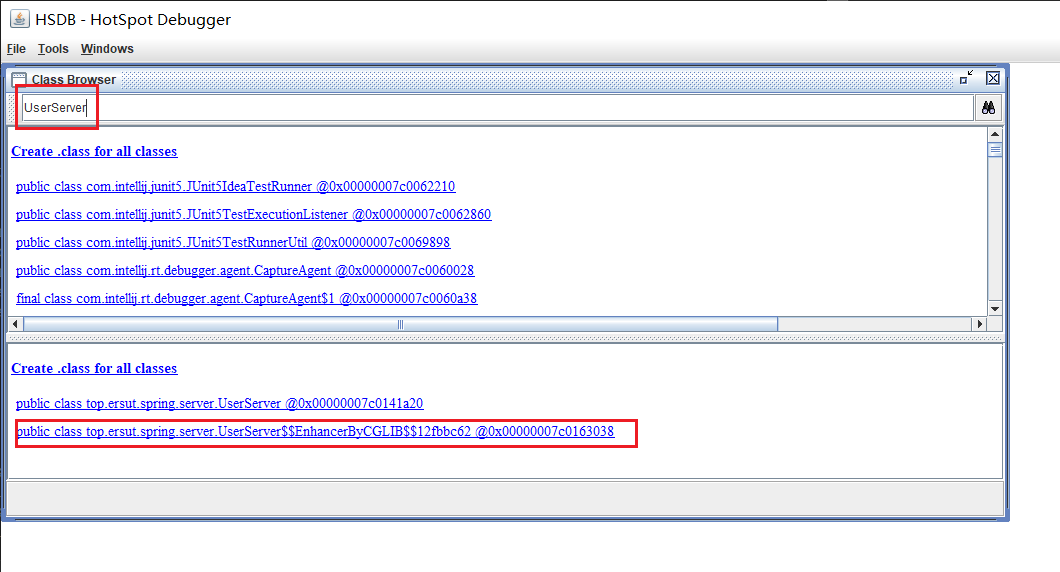 HSDB - HotSpot Debugger
File Tools Windows
Class Browser
UserServer
Create .class for all classes
public class com.intellij.junit5.JUnit5IdeaTestRunner @0x00000007c0062210
public class com.intellij.junit5.JUnit5TestExecutionListener @0x00000007c0062860
public class com.intellij.junit5.JUnit5TestRunnerUtil @0x00000007c0069898
public class com.intellij.rt.debugger.agent.CaptureAgent @0x00000007c0060028
final class com.intellij.rt.debugger.agent.CaptureAgent$1 @0x00000007c0060a38
Create .class for all classes
public class top.ersut.spring.server.UserServer @0x00000007c0141a20
public class top.ersut.spring.server.UserServer$$EnhancerByCGLIB$$12fbbc62 @0x00000007c0163038